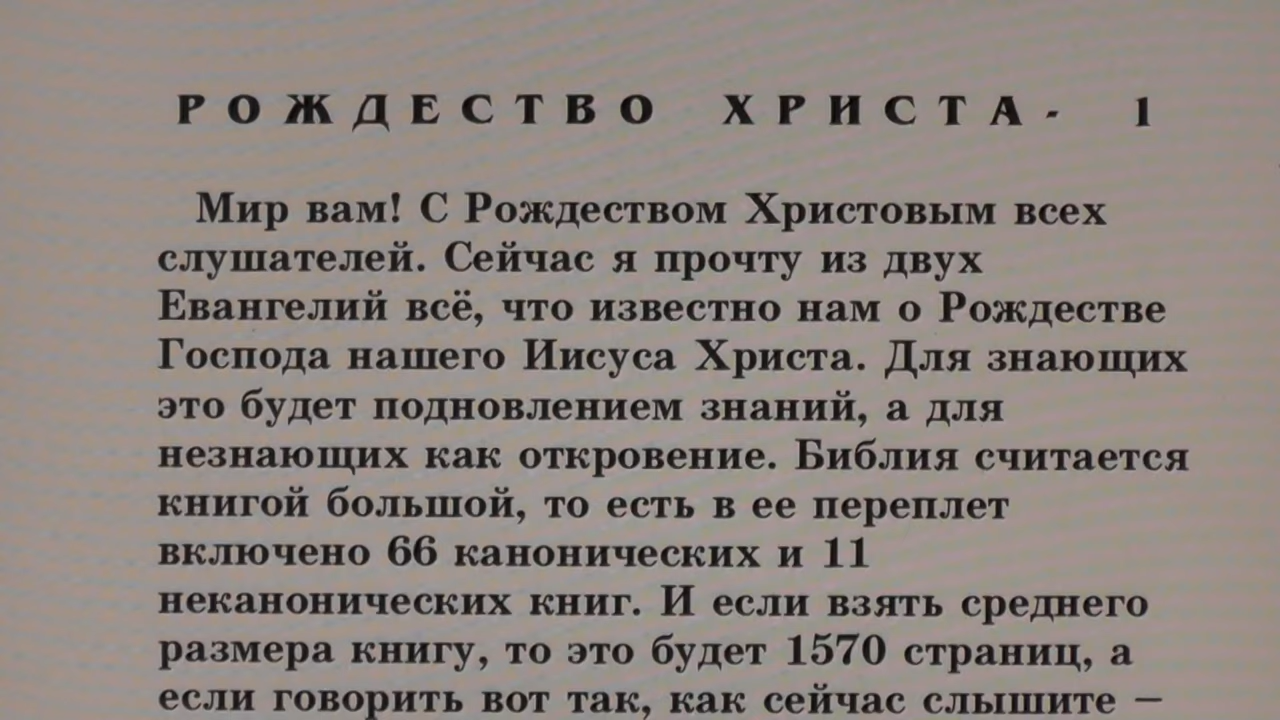 РОЖДЕСТВО ХРИСТА- 1
Мир вам! С Рождеством Христовым всех
слушателей. Сейчас я прочту из двух
Евангелий всё, что известно нам о Рождестве
Господа нашего Иисуса Христа. Для знающих
это будет подновлением знаний, а для
незнающих как откровение. Библия считается
книгой большой, то есть в ее переплет
включено 66 канонических и 11
неканонических книг. И если взять среднего
размера книгу, то это будет 1570 страниц, а
если говорить вот так, как сейчас слышите –